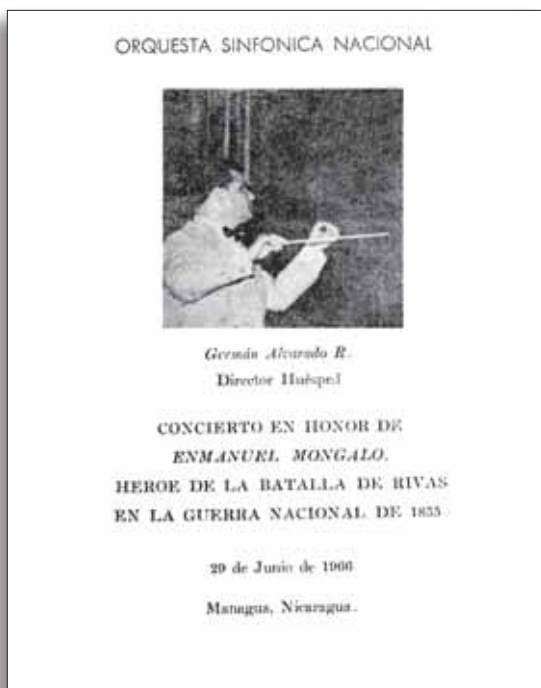 ORQUESTA SINFONICA NACIONAL
Germán Alvarado R.
Director Huésped
CONCIERTO EN HONOR DE
ENMANUEL MONGALO,
HEROE DE LA BATALLA DE RIVAS
EN LA GUERRA NACIONAL DE 1855
29 de Junio de 1966
Managua, Nicaragua.